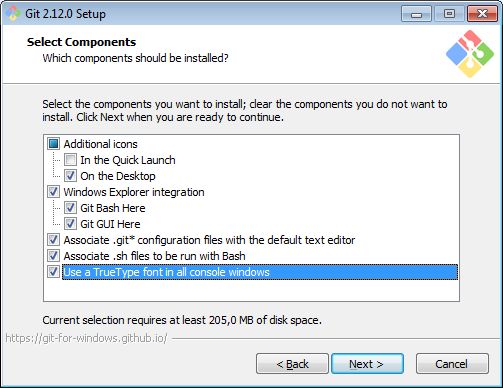 Git 2.12.0 Setup
Select Components
Which components should be installed?
Select the components you want to install; clear the components you do not want to
install. Click Next when you are ready to continue.
Additional icons
In the Quick Launch
On the Desktop
Windows Explorer integration
Git Bash Here
Git GUI Here
Associate .git* configuration files with the default text editor
Associate .sh files to be run with Bash
Use a TrueType font in all console windows
Current selection requires at least 205,0 MB of disk space.
https://git-for-windows.github.io/
< Back
Next >
Cancel